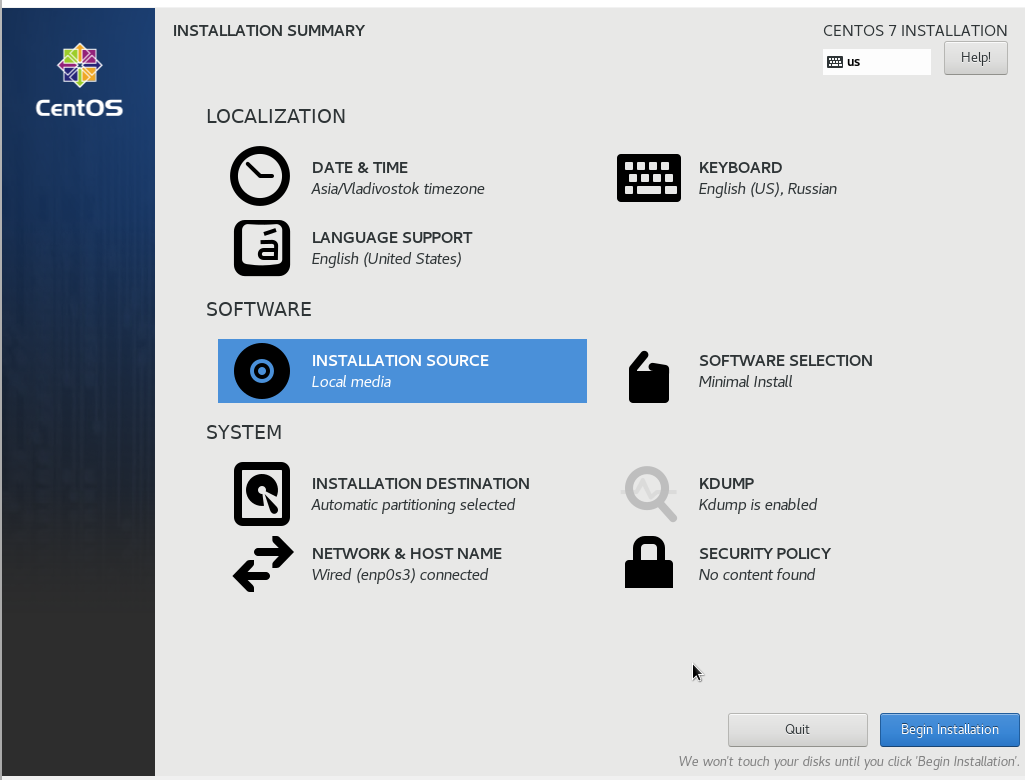 INSTALLATION SUMMARY
CENTOS 7 INSTALLATION
us
Help!
CentOS
LOCALIZATION
DATE & TIME
Asia/Vladivostok timezone
KEYBOARD
English (US), Russian
á
LANGUAGE SUPPORT
English (United States)
SOFTWARE
INSTALLATION SOURCE
Local media
SOFTWARE SELECTION
Minimal Install
SYSTEM
INSTALLATION DESTINATION
Automatic partitioning selected
KDUMP
Kdump is enabled
NETWORK & HOST NAME
Wired (enp0s3) connected
SECURITY POLICY
No content found
Quit
Begin Installation
We won't touch your disks until you click 'Begin Installation'.